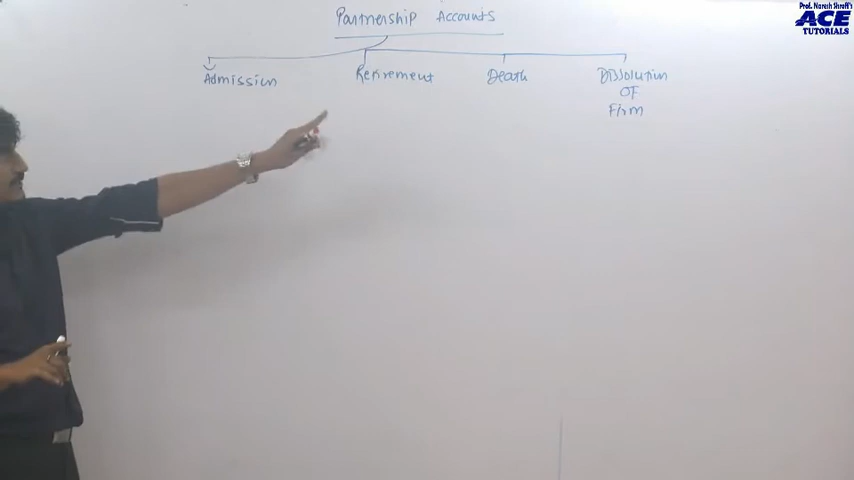 Prof. Naresh Shroff's
ACE
TUTORIALS
Partnership Accounts
Admission Retirement Death Dissolution
OF
Firm